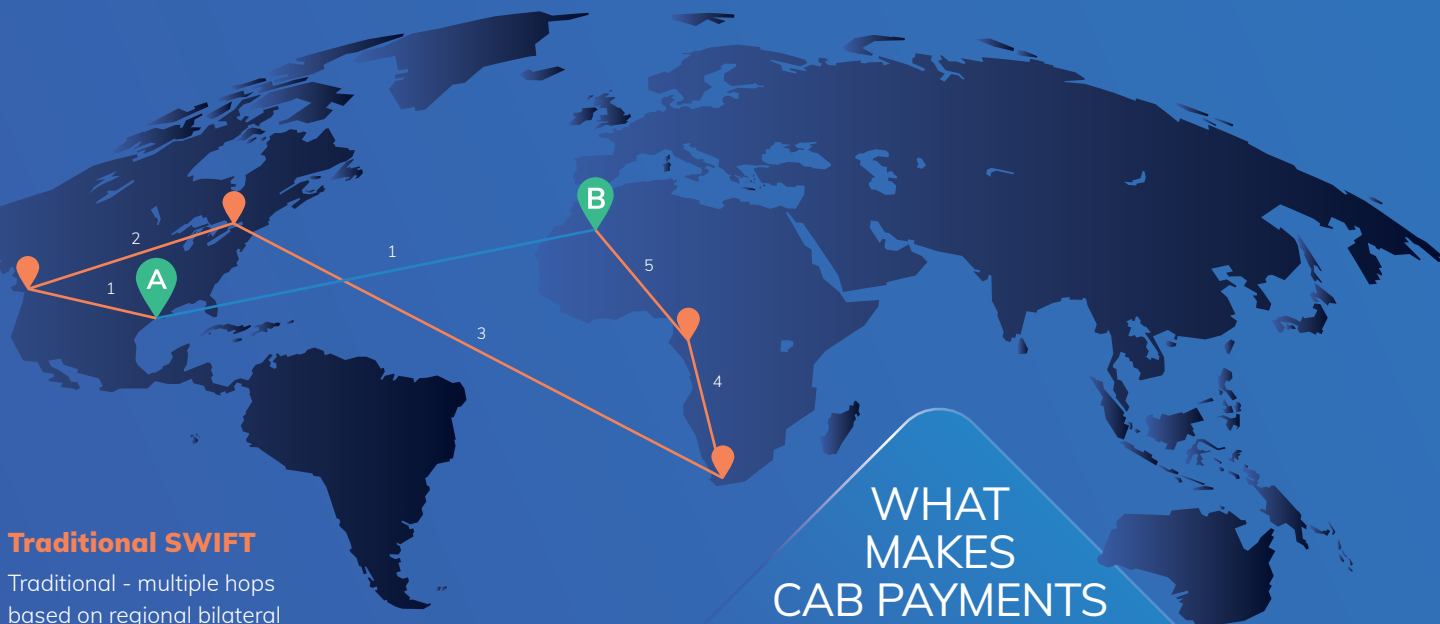 2
1
A
1
B
5
3
4
Traditional SWIFT
Traditional - multiple hops
based on regional bilateral
WHAT
MAKES
CAB PAYMENTS